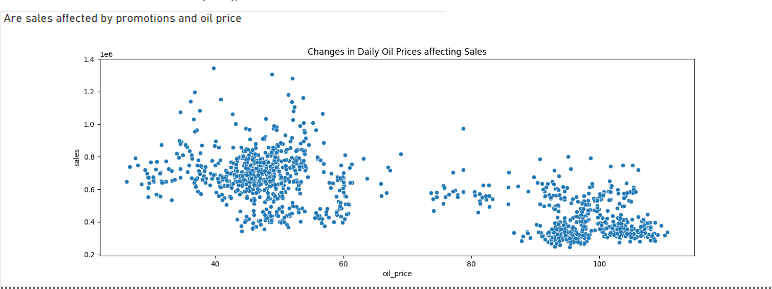 Are sales affected by promotions and oil price
Changes in Daily Oil Prices affecting Sales
1e6
1.4
1.2
1.0
0.8
0.6
0.4
0.2
sales
40 60 80 100
oil_price